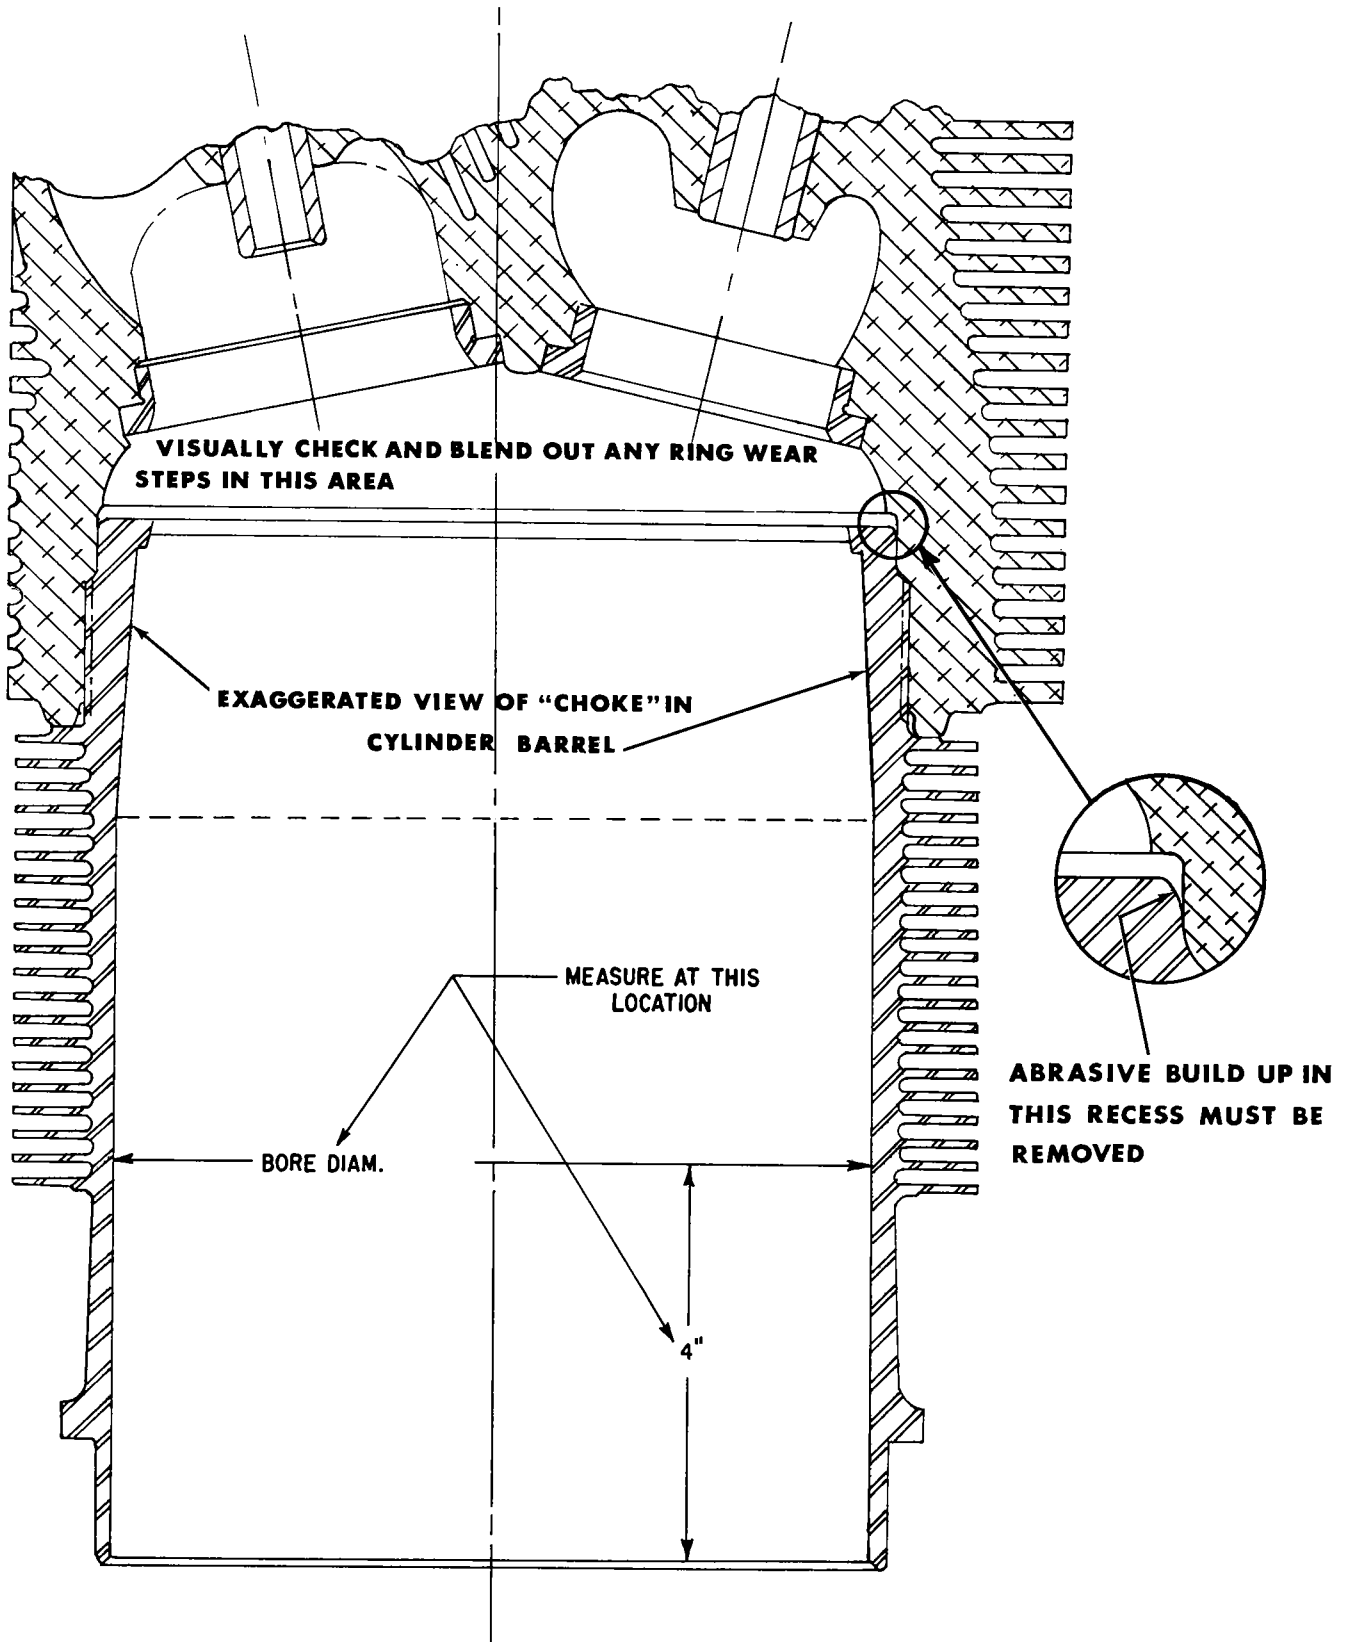 VISUALLY CHECK AND BLEND OUT ANY RING WEAR
STEPS IN THIS AREA
EXAGGERATED VIEW OF “CHOKE” IN
CYLINDER BARREL
MEASURE AT THIS
LOCATION
ABRASIVE BUILD UP IN
THIS RECESS MUST BE
REMOVED
BORE DIAM.
4"